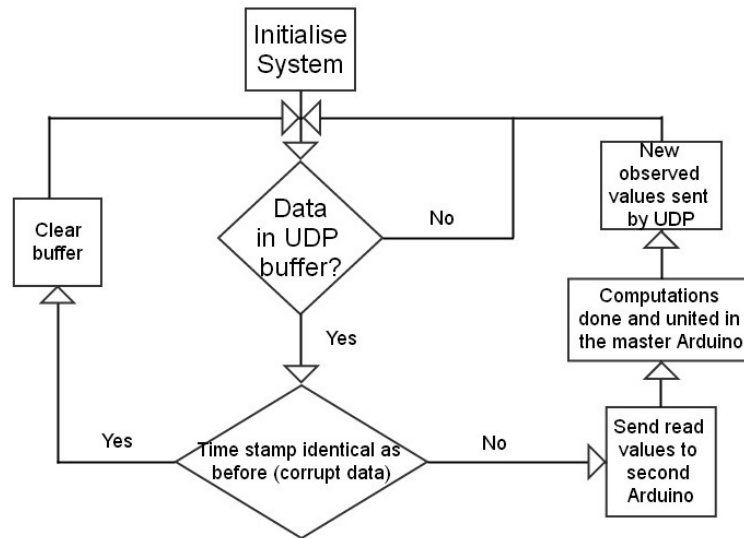 Initialise
System
Data
in UDP
buffer?
No
Yes
Time stamp identical as
before (corrupt data)
Yes
Clear
buffer
No
Send read
values to
second
Arduino
Computations
done and united in
the master Arduino
New
observed
values sent
by UDP